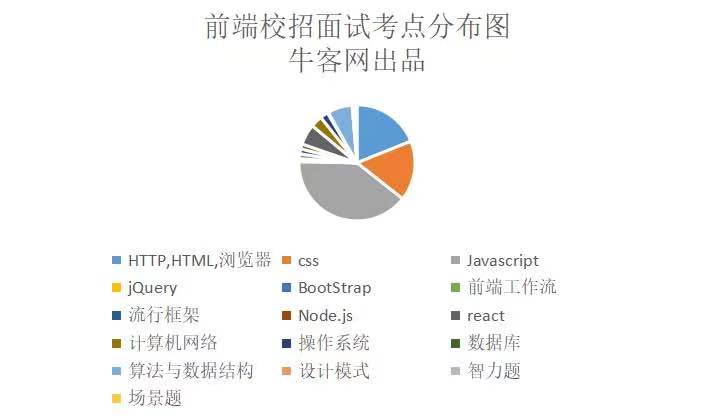 前端校招面试考点分布图
牛客网出品
HTTP,HTML,浏览器 css Javascript
jQuery BootStrap 前端工作流
流行框架 Node.js react
计算机网络 操作系统 数据库
算法与数据结构 设计模式 智力题
场景题